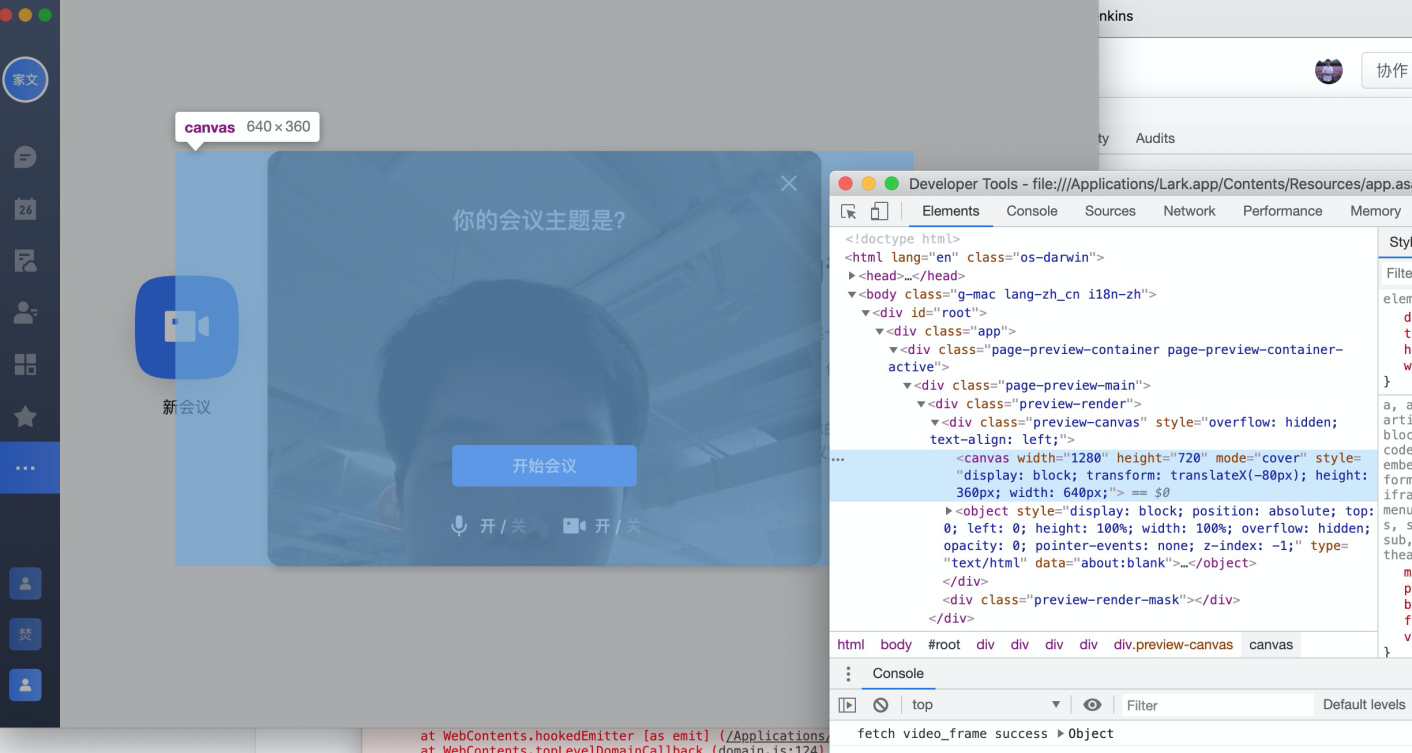 nkins
家文
协作
canvas 640×360
ty Audits
Developer Tools - file:///Applications/Lark.app/Contents/Resources/app.as
Elements Console Sources Network Performance Memory
26
你的会议主题是?
<!doctype html>
<html lang="en" class="os-darwin">
<head>…</head>
<body class="g-mac lang-zh_cn i18n-zh">
<div id="root">
<div class="app">
<div class="page-preview-container page-preview-container-
active">
<div class="page-preview-main">
<div class="preview-render">
<div class="preview-canvas" style="overflow: hidden;
text-align: left;">
<canvas width="1280" height="720" mode="cover" style=
"display: block; transform: translateX(-80px); height:
360px; width: 640px;"> == $0
<object style="display: block; position: absolute; top:
0; left: 0; height: 100%; width: 100%; overflow: hidden;
opacity: 0; pointer-events: none; z-index: -1;" type=
"text/html" data="about:blank">…</object>
</div>
<div class="preview-render-mask"></div>
</div>
Styl
Filte
elem
d
t
h
w
}
a, a
arti
bloc
code
embe
form
ifra
menu
s, s
sub,
thea
m
p
b
f
v
}
新会议
开始会议
开 / 关 开 / 关
焚
html body #root div div div div div.preview-canvas canvas
Console
top Filter Default levels
fetch video_frame success Object
at WebContents.hookedEmitter [as emit] (/Applications/
at WebContents.topLevelDomainCallback (domain.js:124)